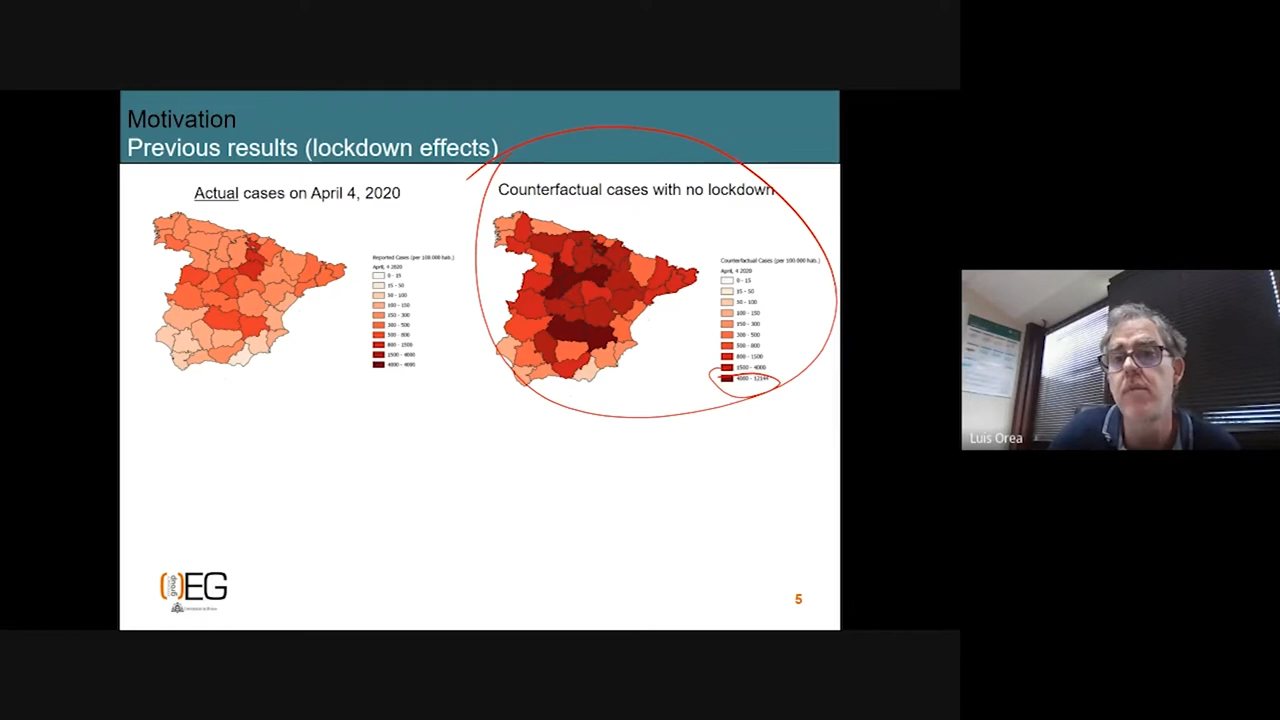 Motivation
Previous results (lockdown effects)
Actual cases on April 4, 2020
Counterfactual cases with no lockdown
Reported Cases (per 100.000 hab.)
April, 4 2020
0 - 15
15 - 50
50 - 100
100 - 150
150 - 300
300 - 500
500 - 800
800 - 1500
1500 - 4000
Counterfactual Cases (per 100.000 hab.)
April, 4 2020
0 - 15
15 - 50
50 - 100
100 - 150
150 - 300
300 - 500
500 - 800
800 - 1500
1500 - 4000
EG
group
5
Luis Orea